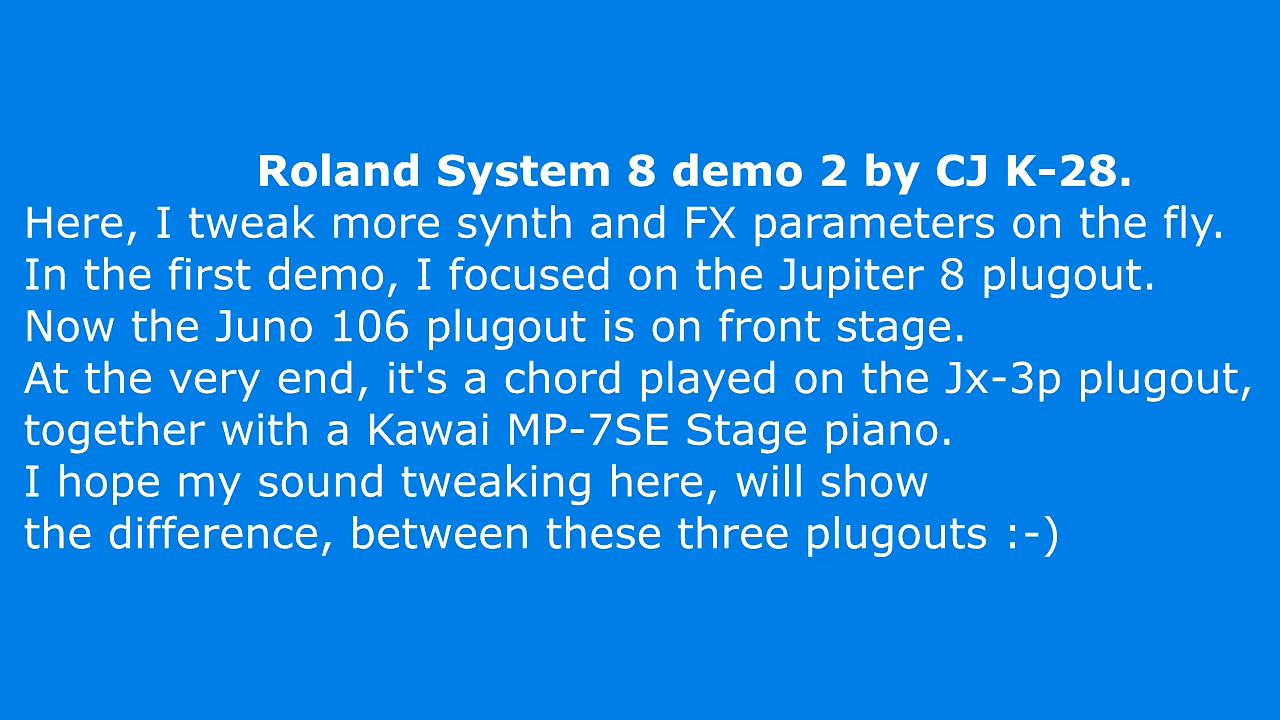 Roland System 8 demo 2 by CJ K-28.
Here, I tweak more synth and FX parameters on the fly.
In the first demo, I focused on the Jupiter 8 plugout.
Now the Juno 106 plugout is on front stage.
At the very end, it's a chord played on the Jx-3p plugout,
together with a Kawai MP-7SE Stage piano.
I hope my sound tweaking here, will show
the difference, between these three plugouts :-)